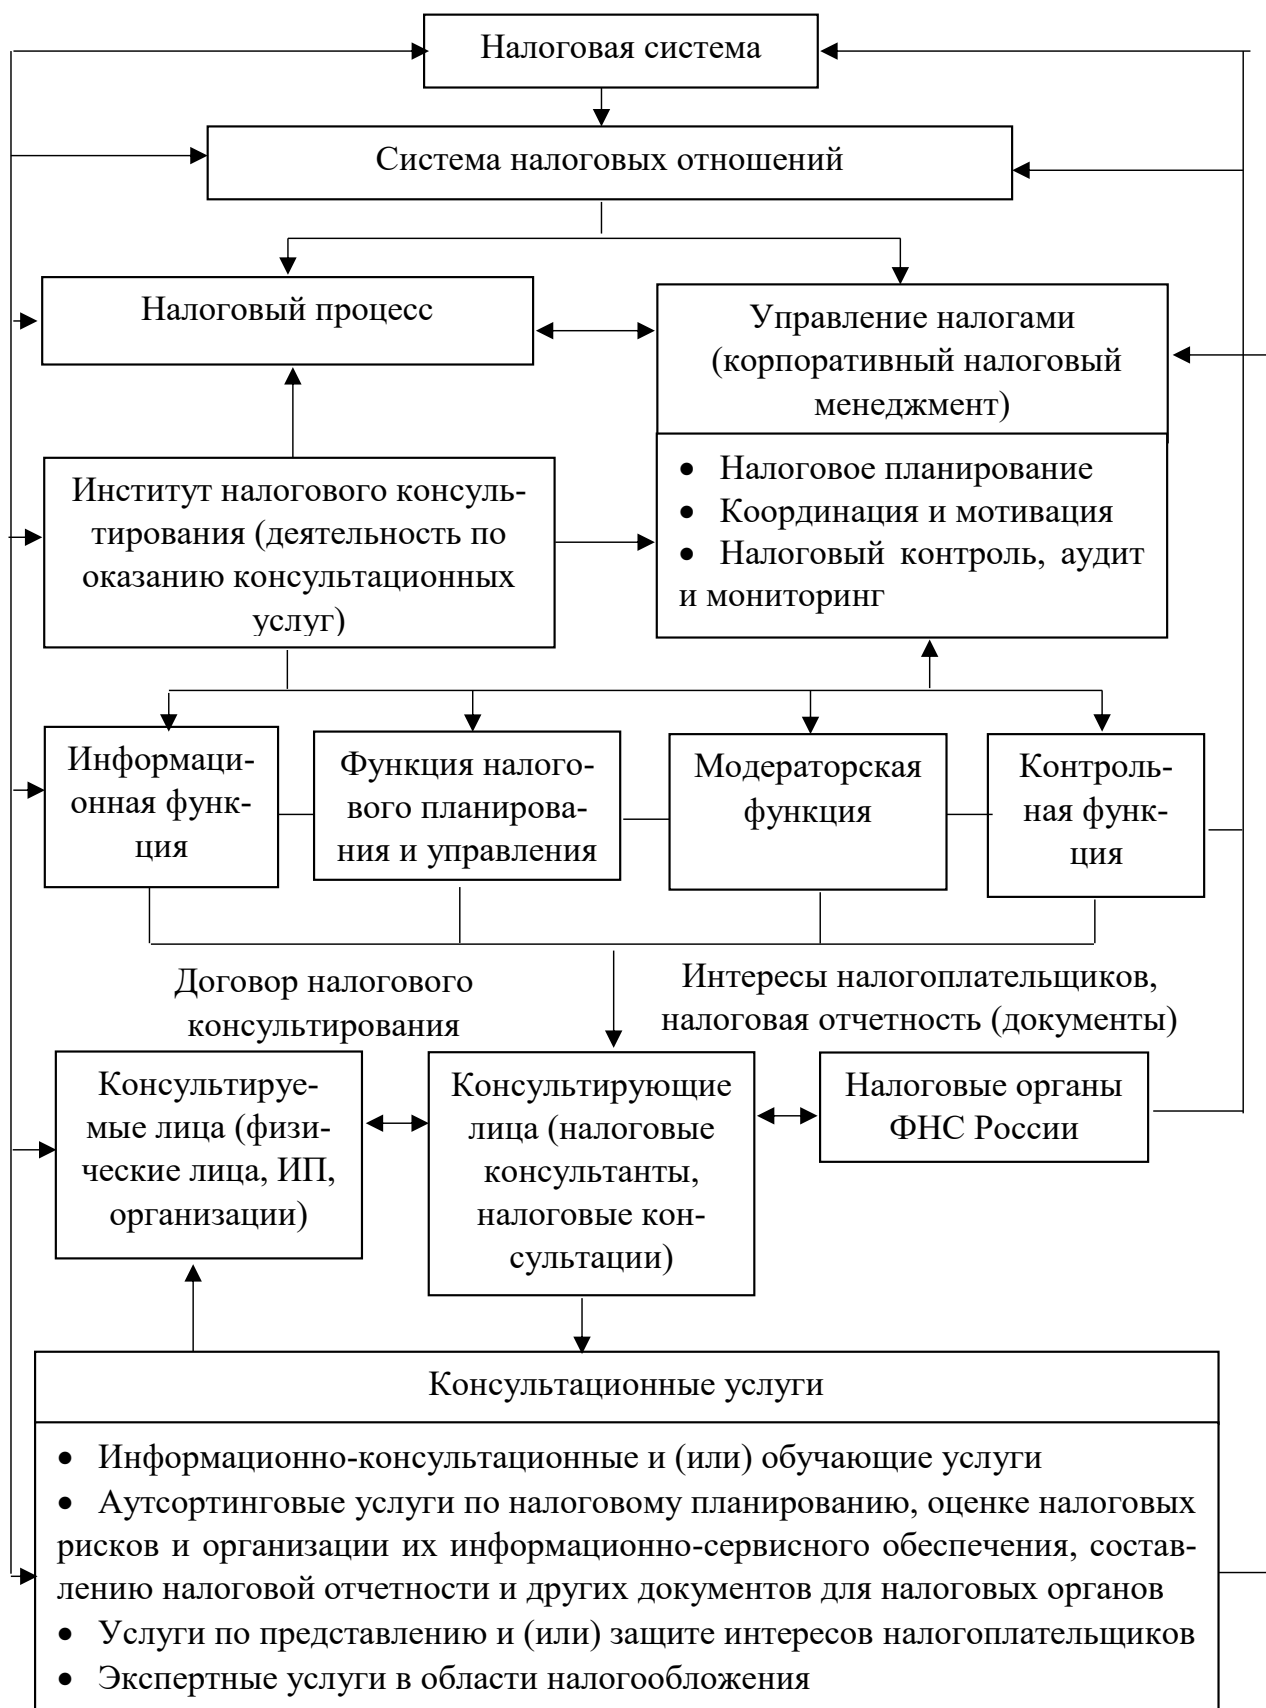 Налоговая система
Система налоговых отношений
Налоговый процесс
Управление налогами
(корпоративный налоговый
менеджмент)
• Налоговое планирование
• Координация и мотивация
• Налоговый контроль, аудит
и мониторинг
Институт налогового консуль-
тирования (деятельность по
оказанию консультационных
услуг)
Информаци-
онная функ-
ция
Функция налого-
вого планирова-
ния и управления
Модераторская
функция
Контроль-
ная функ-
ция
Договор налогового
консультирования
Интересы налогоплательщиков,
налоговая отчетность (документы)
Консультируе-
мые лица (физи-
ческие лица, ИП,
организации)
Консультирующие
лица (налоговые
консультанты,
налоговые кон-
сультации)
Налоговые органы
ФНС России
Консультационные услуги
• Информационно-консультационные и (или) обучающие услуги
• Аутсортинговые услуги по налоговому планированию, оценке налоговых
рисков и организации их информационно-сервисного обеспечения, состав-
лению налоговой отчетности и других документов для налоговых органов
• Услуги по представлению и (или) защите интересов налогоплательщиков
• Экспертные услуги в области налогообложения